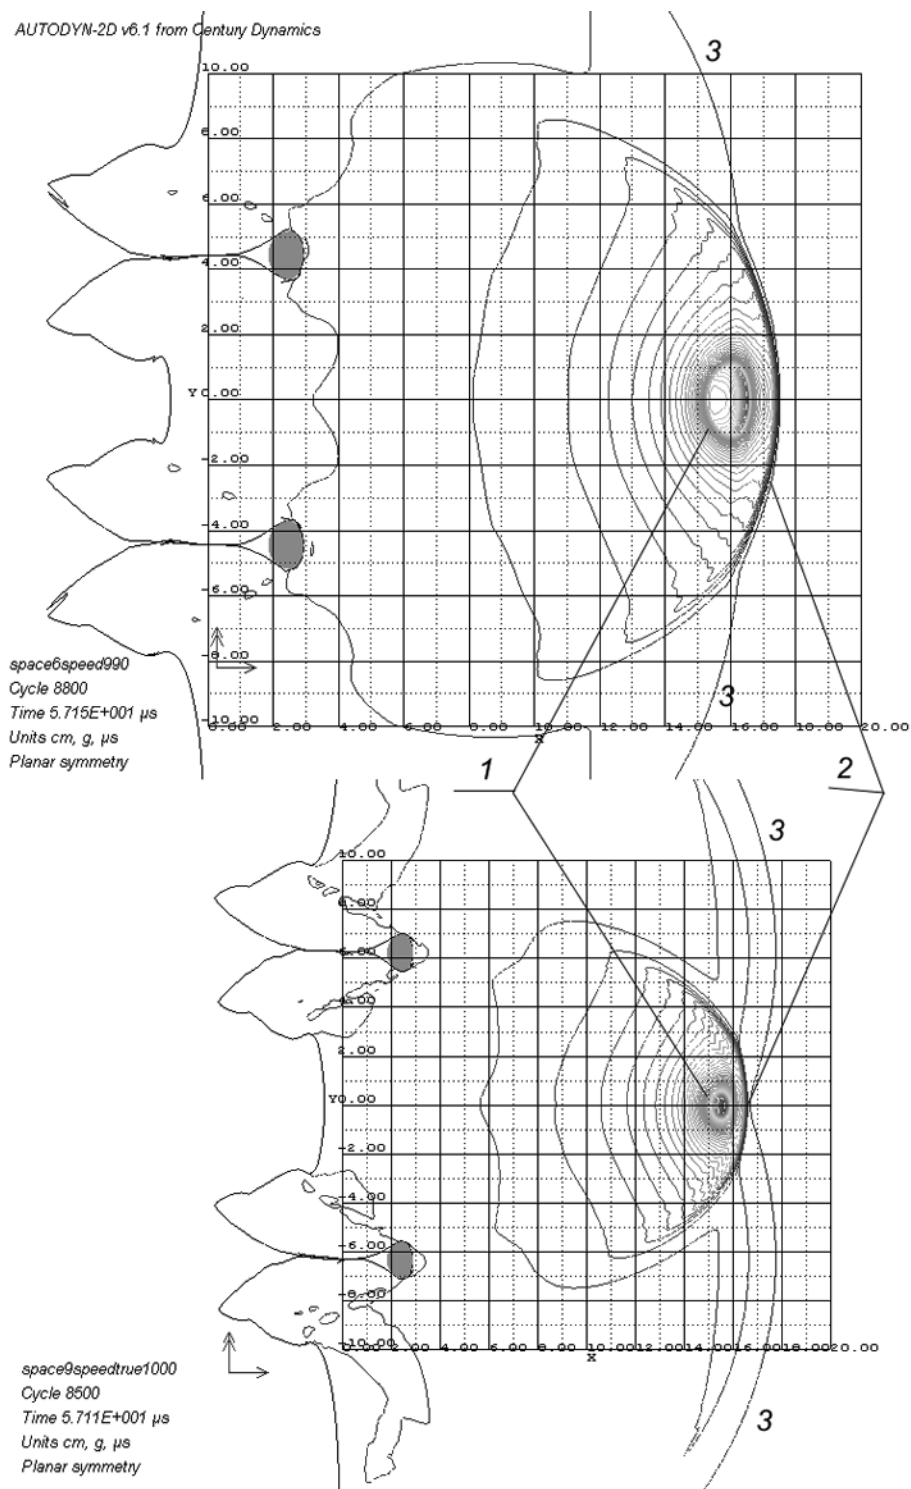 AUTODYN-2D v6.1 from Century Dynamics
3
10.00
8.00
6.00
4.00
2.00
Y 0.00
-2.00
-4.00
-6.00
-8.00
space6speed990
Cycle 8800
3
-10.00
0.00 2.00 4.00 6.00 8.00 10.00 12.00 14.00 16.00 18.00 20.00
X
Time 5.715E+001 µs
Units cm, g, µs
Planar symmetry
1
2
3
10.00
8.00
6.00
4.00
2.00
Y0.00
-2.00
-4.00
-6.00
-8.00
-10.00
0.00 2.00 4.00 6.00 8.00 10.00 12.00 14.00 16.00 18.00 20.00
X
space9speedtrue1000
Cycle 8500
3
Time 5.711E+001 µs
Units cm, g, µs
Planar symmetry